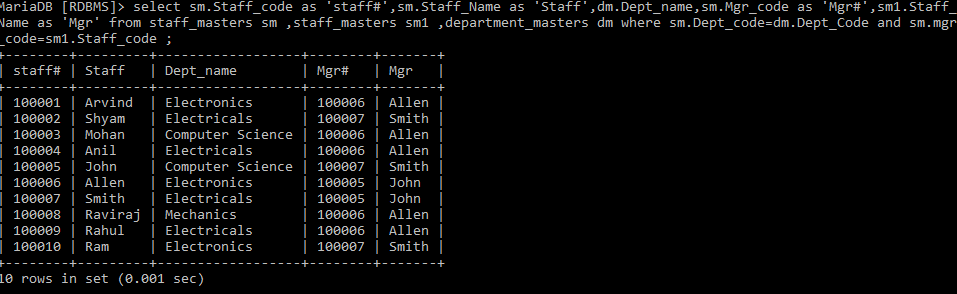 MariaDB [RDBMS]> select sm.Staff_code as 'staff#',sm.Staff_Name as 'Staff',dm.Dept_name,sm.Mgr_code as 'Mgr#',sm1.Staff_
Name as 'Mgr' from staff_masters sm ,staff_masters sm1 ,department_masters dm where sm.Dept_code=dm.Dept_Code and sm.mgr
_code=sm1.Staff_code ;
+--------+---------+------------------+--------+-------+
| staff# | Staff   | Dept_name        | Mgr#   | Mgr   |
+--------+---------+------------------+--------+-------+
| 100001 | Arvind  | Electronics      | 100006 | Allen |
| 100002 | Shyam   | Electricals      | 100007 | Smith |
| 100003 | Mohan   | Computer Science | 100006 | Allen |
| 100004 | Anil    | Electricals      | 100006 | Allen |
| 100005 | John    | Computer Science | 100007 | Smith |
| 100006 | Allen   | Electronics      | 100005 | John  |
| 100007 | Smith   | Electricals      | 100005 | John  |
| 100008 | Raviraj | Mechanics        | 100006 | Allen |
| 100009 | Rahul   | Electricals      | 100006 | Allen |
| 100010 | Ram     | Electronics      | 100007 | Smith |
+--------+---------+------------------+--------+-------+
10 rows in set (0.001 sec)